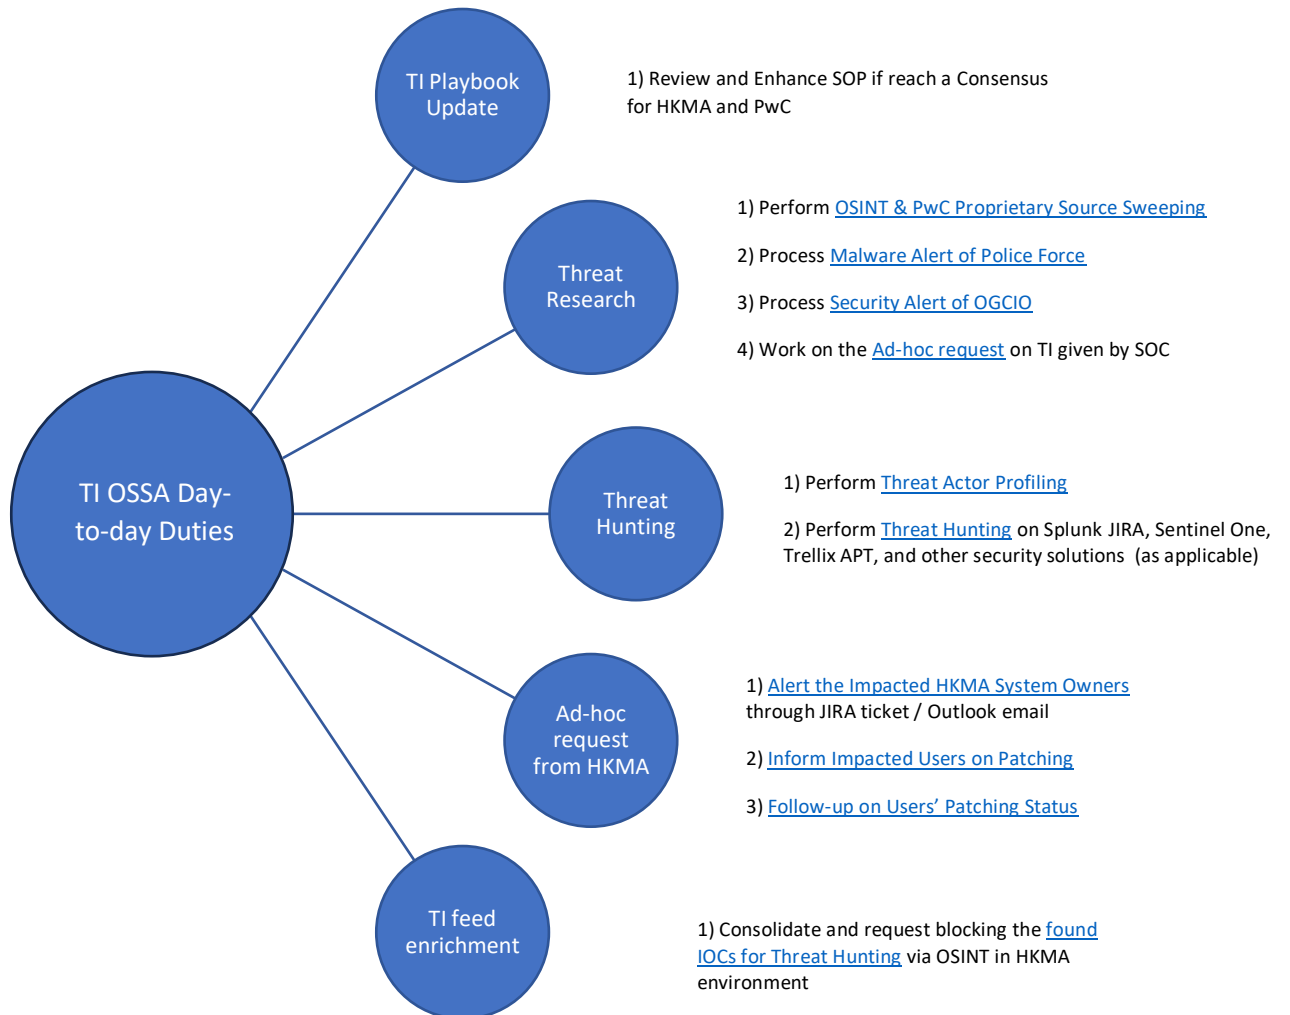 TI Playbook
Update
1) Review and Enhance SOP if reach a Consensus
for HKMA and PwC
Threat
Research
1) Perform OSINT & PwC Proprietary Source Sweeping
2) Process Malware Alert of Police Force
3) Process Security Alert of OGCIO
4) Work on the Ad-hoc request on TI given by SOC
TI OSSA Day-
to-day Duties
Threat
Hunting
1) Perform Threat Actor Profiling
2) Perform Threat Hunting on Splunk JIRA, Sentinel One,
Trellix APT, and other security solutions (as applicable)
Ad-hoc
request
from HKMA
1) Alert the Impacted HKMA System Owners
through JIRA ticket / Outlook email
2) Inform Impacted Users on Patching
3) Follow-up on Users’ Patching Status
TI feed
enrichment
1) Consolidate and request blocking the found
IOCs for Threat Hunting via OSINT in HKMA
environment